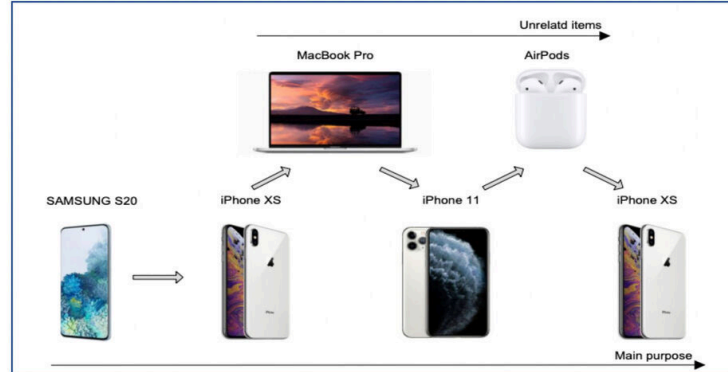 Unrelatd items
MacBook Pro
AirPods
SAMSUNG S20
iPhone XS
iPhone 11
iPhone XS
Main purpose